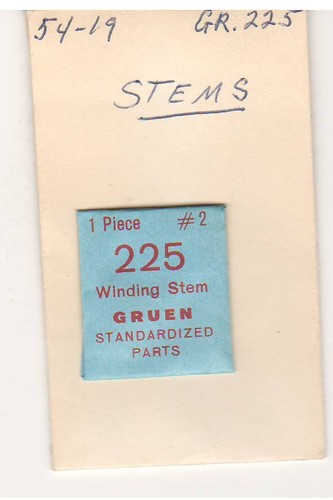 54-19 GR. 225
STEMS
1 Piece #2
225
Winding Stem
GRUEN
STANDARDIZED
PARTS